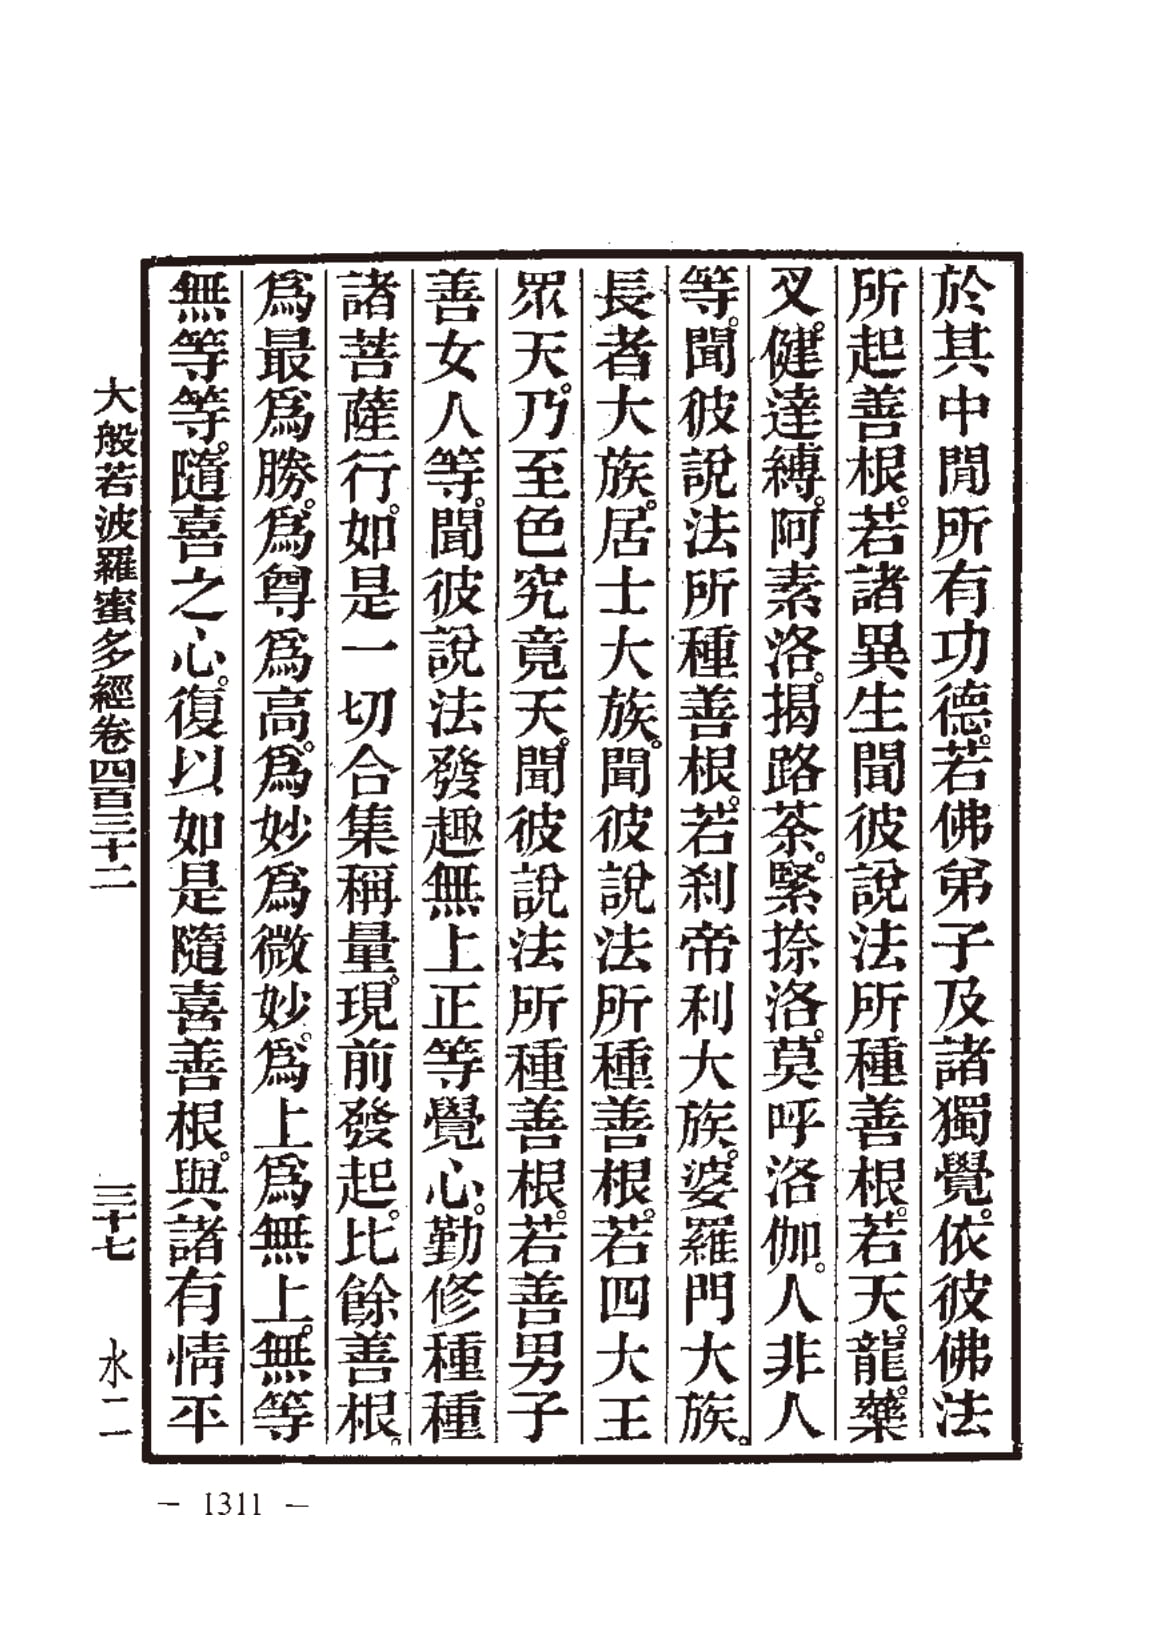 於其中閒所有功德。若佛弟子及諸獨覺。依彼佛法
所起善根。若諸異生聞彼說法所種善根。若天。龍。藥
叉。健達縛。阿素洛。揭路荼。緊捺洛。莫呼洛伽。人非人
等。聞彼說法所種善根。若剎帝利大族。婆羅門大族。
長者大族。居士大族。聞彼說法所種善根。若四大王
眾天。乃至色究竟天。聞彼說法所種善根。若善男子
善女人等。聞彼說法發趣無上正等覺心。勤修種種
諸菩薩行。如是一切合集稱量。現前發起。比餘善根。
爲最爲勝。爲尊爲高。爲妙爲微妙。爲上爲無上。無等
無等等。隨喜之心。復以如是隨喜善根。與諸有情平
大般若波羅蜜多經卷四百三十二 三十七 水二
— 1311 —